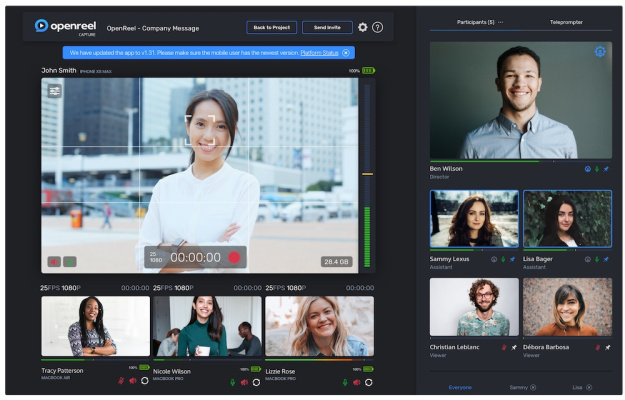 openreel
CAPTURE
OpenReel - Company Message
Back to Project
Send Invite
?
We have updated the app to v1.31. Please make sure the mobile user has the newest version. Platform Status
John Smith IPHONE XS MAX
100%
25
1080
00:00:00
28.4 GB
25FPS 1080P 00:00:00
25FPS 1080P 00:00:00
25FPS 1080P 00:00:00
Tracy Patterson
100%
MACBOOK AIR
Nicole Wilson
100%
MACBOOK PRO
Lizzie Rose
100%
MACBOOK PRO
Participants (5) ...
Teleprompter
Ben Wilson
Director
Sammy Lexus
Assistant
Lisa Bager
Assistant
Christian Leblanc
Viewer
Débora Barbosa
Viewer
Everyone
Sammy
Lisa